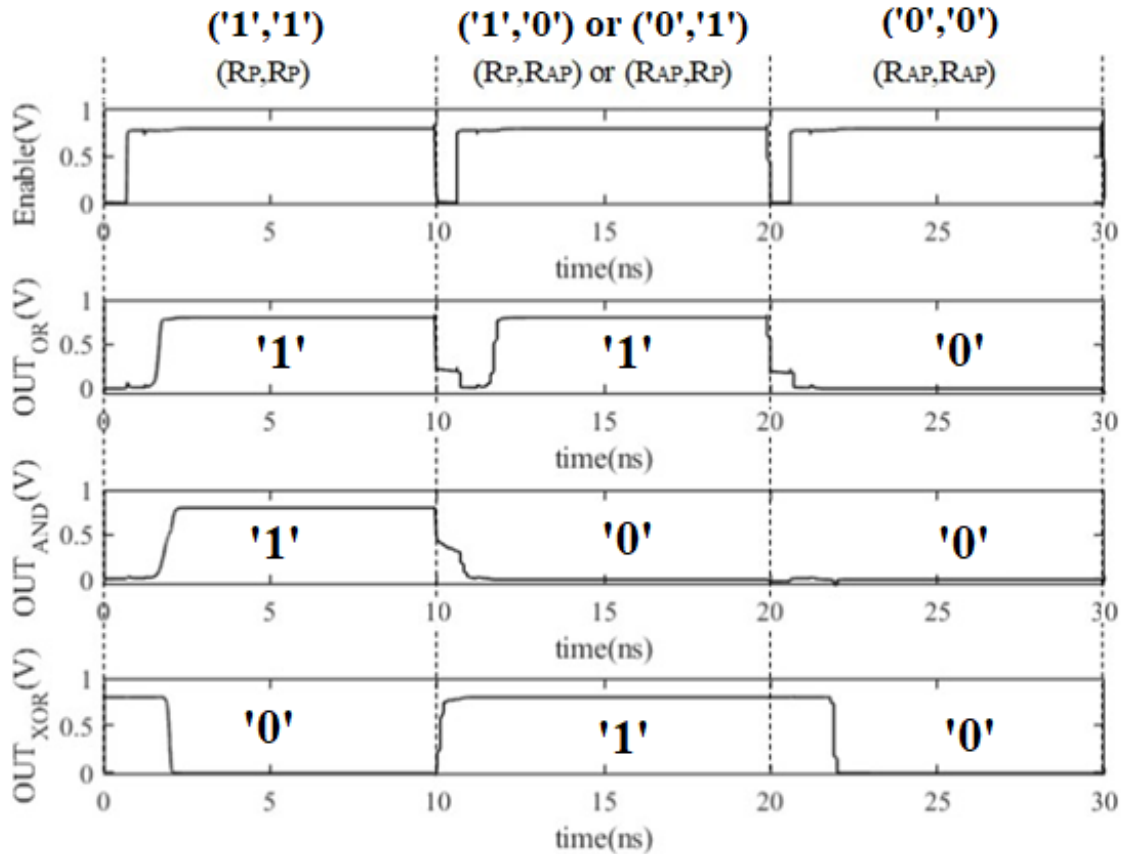 ('1','1') ('1','0') or ('0','1') ('0','0')
(RP,RP) (RP,RAP) or (RAP,RP) (RAP,RAP)
Enable(V)
1
0.5
0
0 5 10 15 20 25 30
time(ns)
OUT_OR(V)
1
0.5
0
'1' '1' '0'
0 5 10 15 20 25 30
time(ns)
OUT_AND(V)
1
0.5
0
'1' '0' '0'
0 5 10 15 20 25 30
time(ns)
OUT_XOR(V)
1
0.5
0
'0' '1' '0'
0 5 10 15 20 25 30
time(ns)